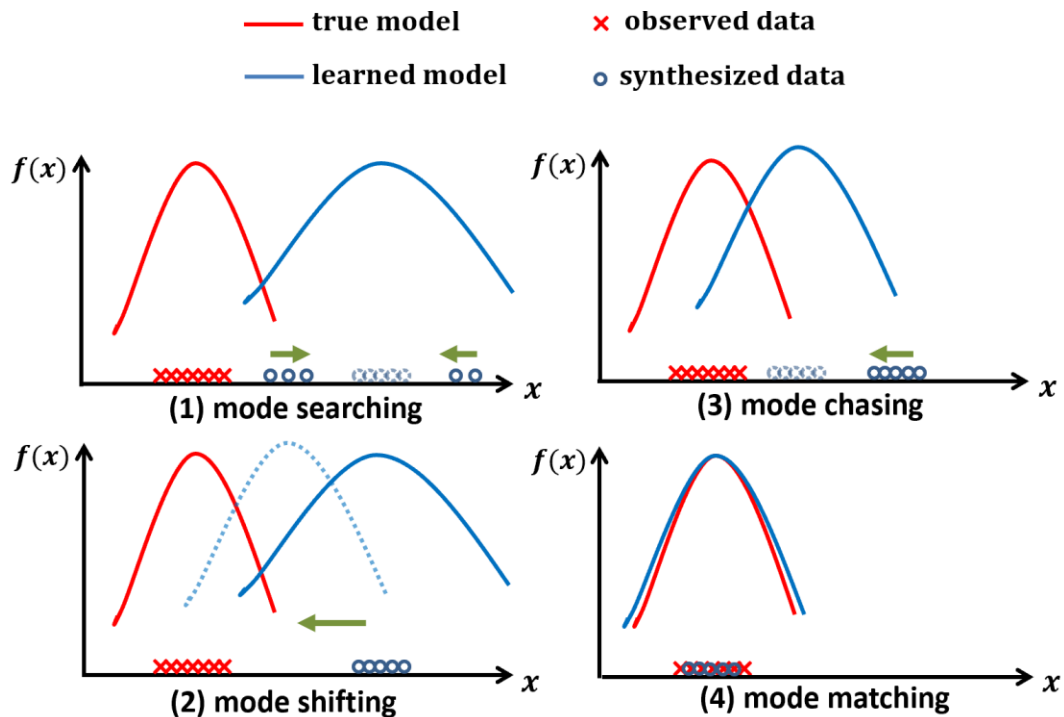 true model
observed data
learned model
synthesized data
f(x)
x
(1) mode searching
f(x)
x
(3) mode chasing
f(x)
x
(2) mode shifting
f(x)
x
(4) mode matching